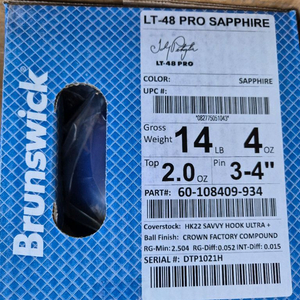 LT-48 PRO SAPPHIRE
LT-48 PRO
COLOR: SAPPHIRE
UPC #:
*082775051043*
Gross Weight 14 LB 4 OZ
Top 2.0 OZ Pin 3-4"
PART#: 60-108409-934
Coverstock: HK22 SAVVY HOOK ULTRA +
Ball Finish: CROWN FACTORY COMPOUND
RG-Min: 2.504 RG-Diff: 0.052 INT-Diff: 0.015
SERIAL #: DTP1021H
Brunswick